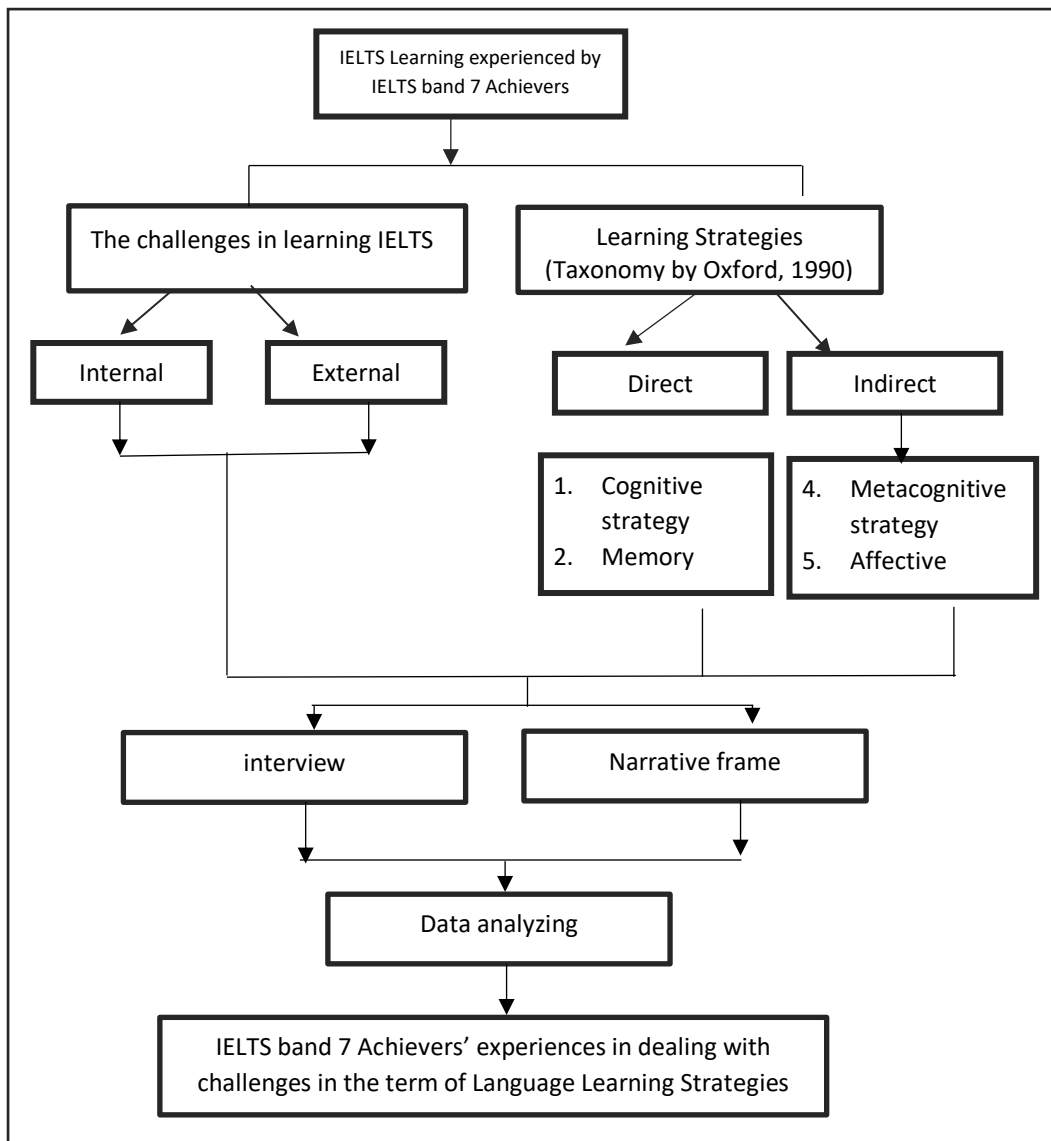 IELTS Learning experienced by
IELTS band 7 Achievers
The challenges in learning IELTS
Learning Strategies
(Taxonomy by Oxford, 1990)
Internal
External
Direct
Indirect
1. Cognitive
strategy
2. Memory
4. Metacognitive
strategy
5. Affective
interview
Narrative frame
Data analyzing
IELTS band 7 Achievers’ experiences in dealing with
challenges in the term of Language Learning Strategies